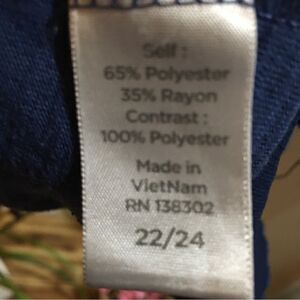 Self :
65% Polyester
35% Rayon
Contrast :
100% Polyester
Made in
VietNam
RN 138302
22/24